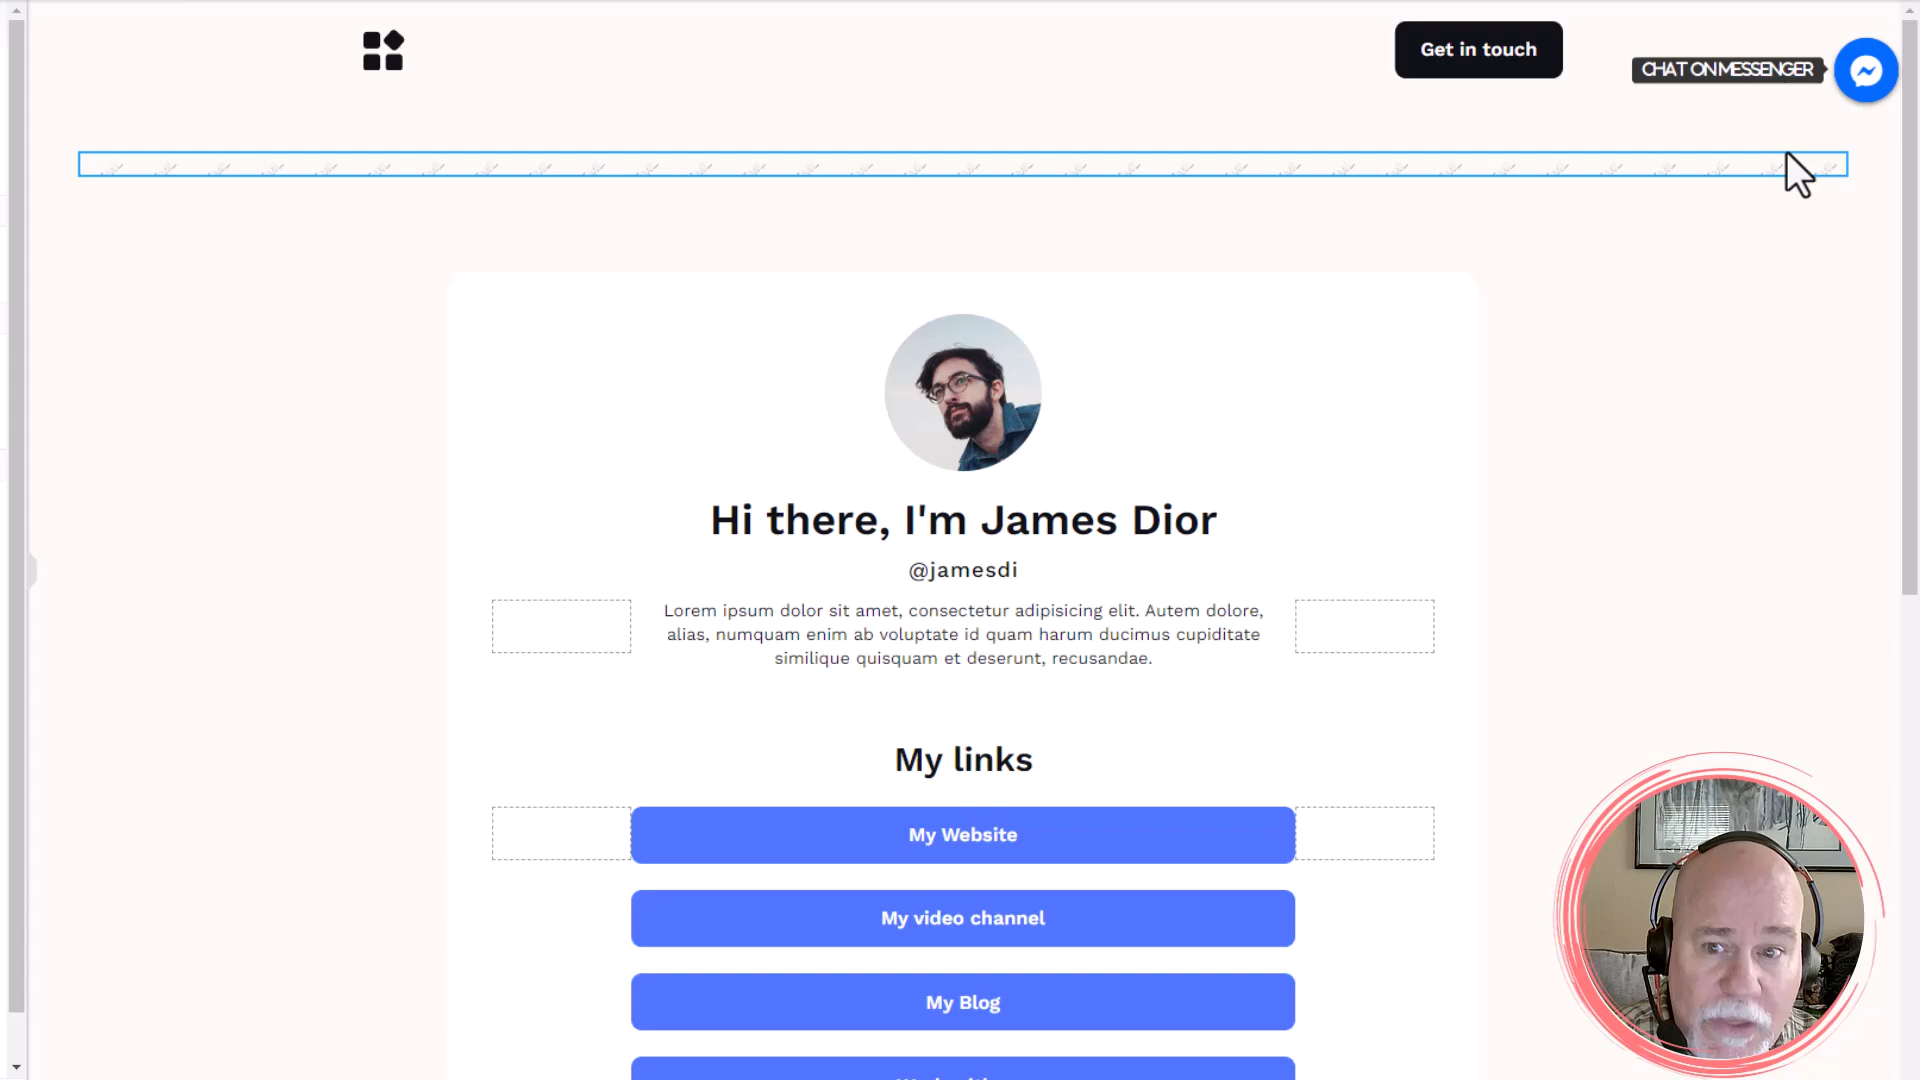 Get in touch
CHAT ON MESSENGER
Hi there, I'm James Dior
@jamesdi
Lorem ipsum dolor sit amet, consectetur adipisicing elit. Autem dolore,
alias, numquam enim ab voluptate id quam harum ducimus cupiditate
similique quisquam et deserunt, recusandae.
My links
My Website
My video channel
My Blog